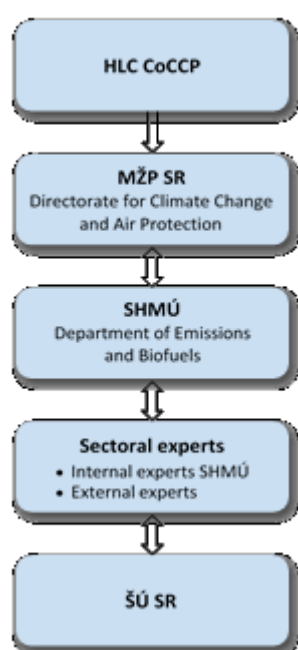 HLC CoCCP
MŽP SR
Directorate for Climate Change
and Air Protection
SHMÚ
Department of Emissions
and Biofuels
Sectoral experts
• Internal experts SHMÚ
• External experts
ŠÚ SR